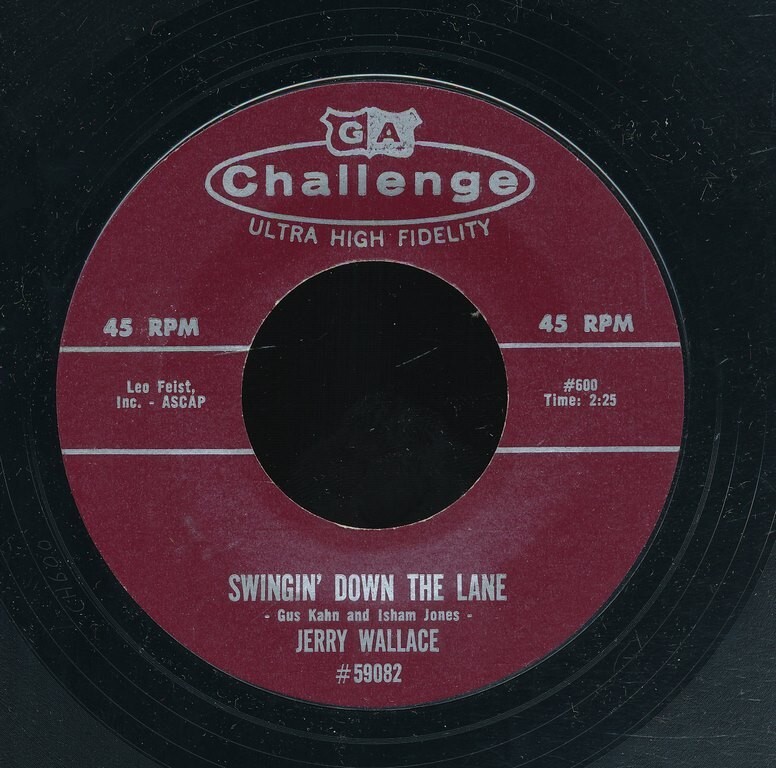 GA
Challenge
ULTRA HIGH FIDELITY
45 RPM
45 RPM
Leo Feist,
Inc. - ASCAP
#600
Time: 2:25
SWINGIN' DOWN THE LANE
- Gus Kahn and Isham Jones -
JERRY WALLACE
#59082
CH600